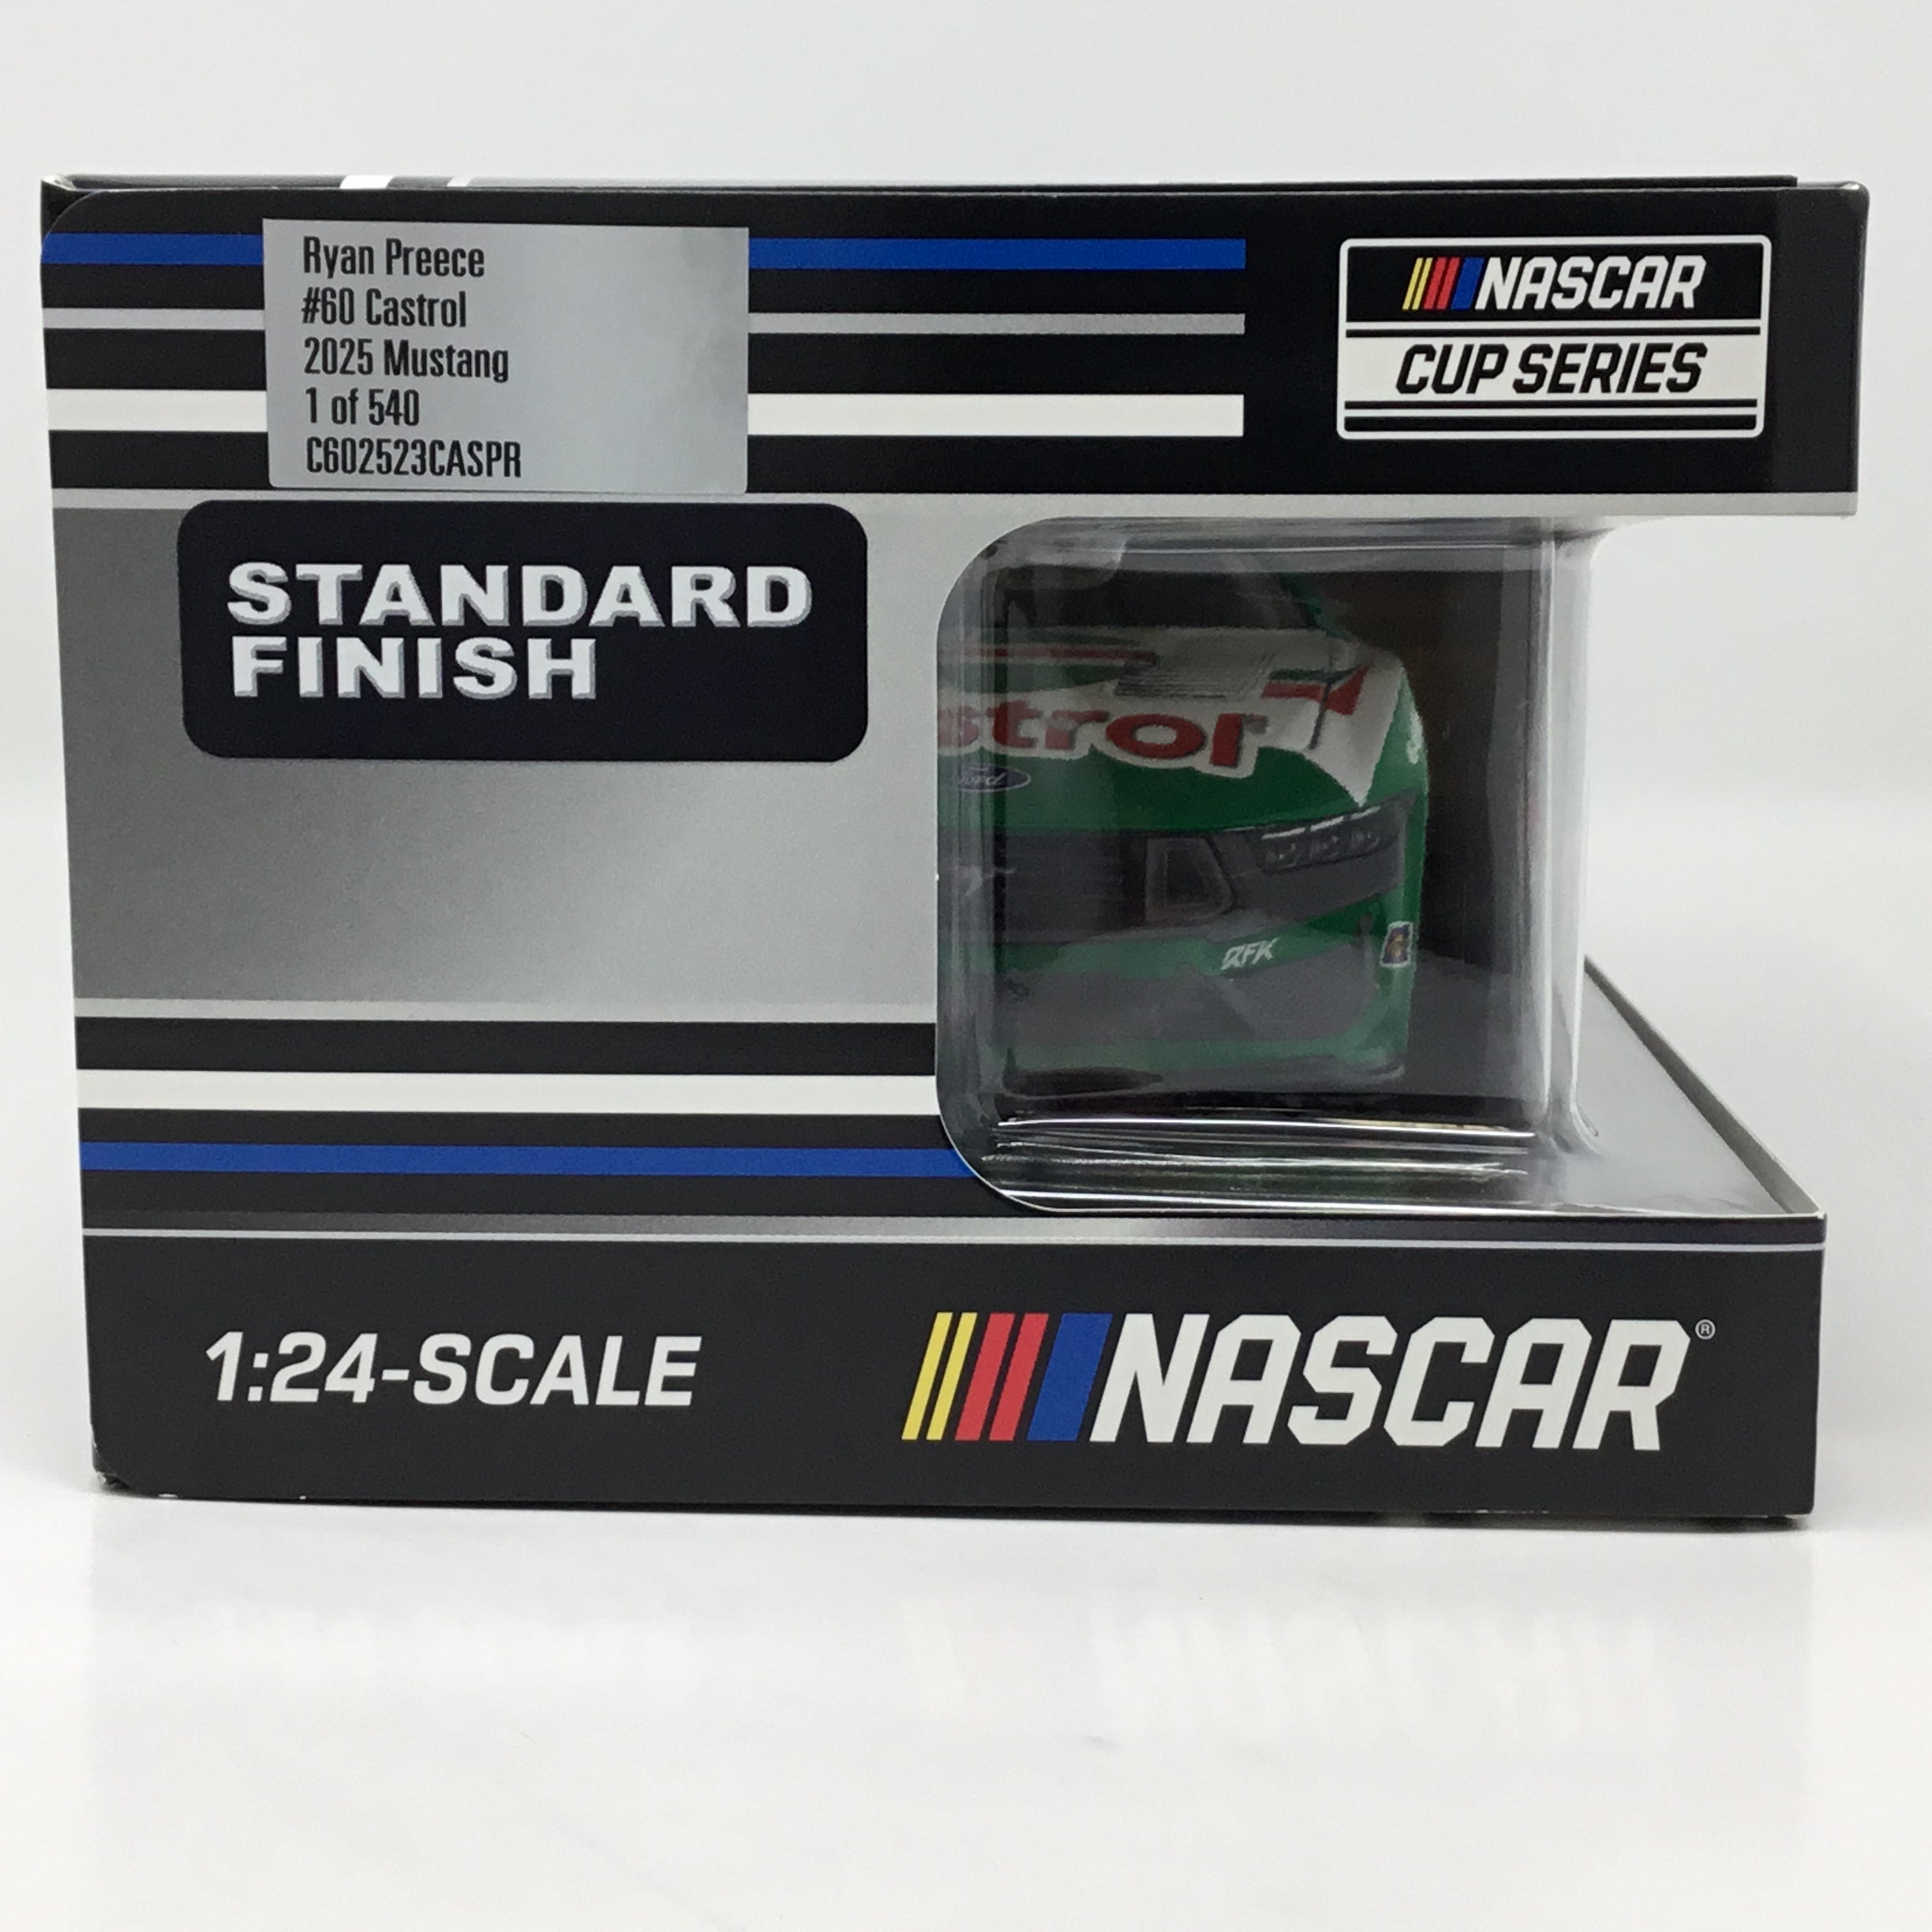 Ryan Preece
#60 Castrol
2025 Mustang
1 of 540
C602523CASPR
NASCAR
CUP SERIES
STANDARD
FINISH
strol
Ford
RFK
1:24-SCALE
NASCAR®